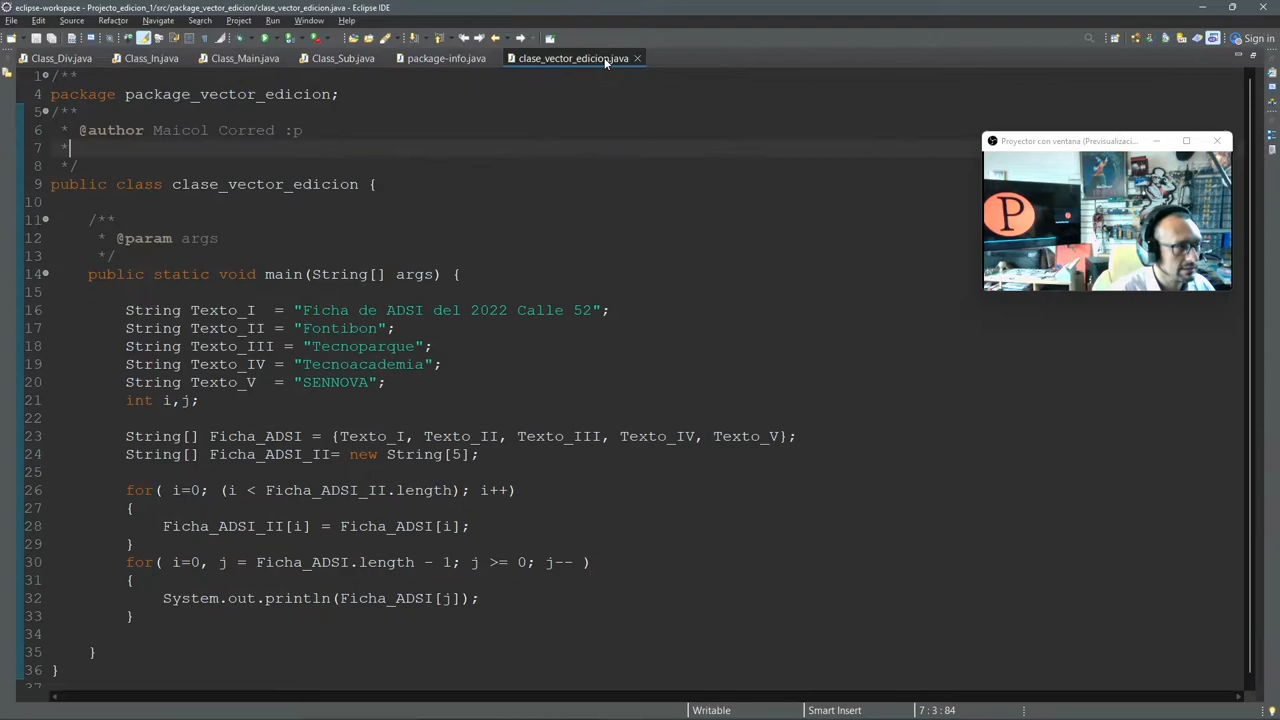 eclipse-workspace - Projecto_edicion_1/src/package_vector_edicion/clase_vector_edicion.java - Eclipse IDE
File Edit Source Refactor Navigate Search Project Run Window Help
Sign in
Class_Div.java Class_In.java Class_Main.java Class_Sub.java package-info.java clase_vector_edicion.java
1 /**
4 package package_vector_edicion;
5 /**
6 * @author Maicol Corred :p
7 *
8 */
9 public class clase_vector_edicion {
10
11 /**
12 * @param args
13 */
14 public static void main(String[] args) {
15
16 String Texto_I = "Ficha de ADSI del 2022 Calle 52";
17 String Texto_II = "Fontibon";
18 String Texto_III = "Tecnoparque";
19 String Texto_IV = "Tecnoacademia";
20 String Texto_V = "SENNOVA";
21 int i,j;
22
23 String[] Ficha_ADSI = {Texto_I, Texto_II, Texto_III, Texto_IV, Texto_V};
24 String[] Ficha_ADSI_II= new String[5];
25
26 for( i=0; (i < Ficha_ADSI_II.length); i++)
27 {
28 Ficha_ADSI_II[i] = Ficha_ADSI[i];
29 }
30 for( i=0, j = Ficha_ADSI.length - 1; j >= 0; j-- )
31 {
32 System.out.println(Ficha_ADSI[j]);
33 }
34
35 }
36 }
37
Proyector con ventana (Previsualizaci...
P
Writable Smart Insert 7 : 3 : 84